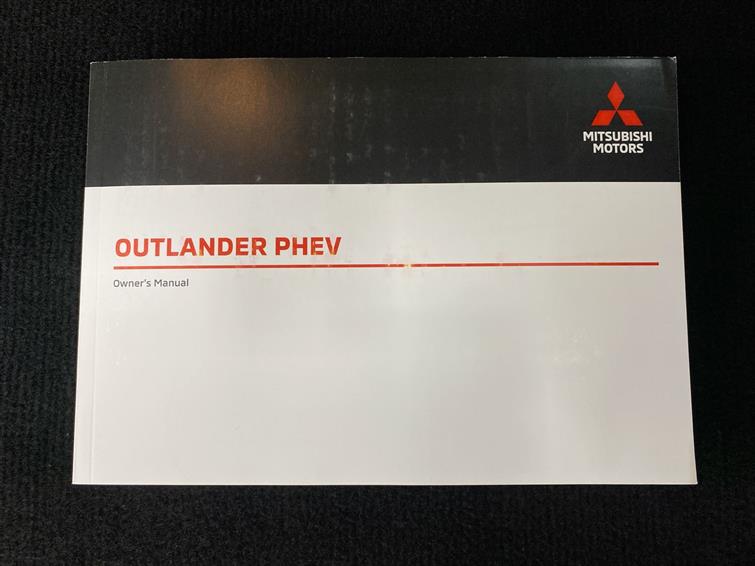 MITSUBISHI
MOTORS
OUTLANDER PHEV
Owner's Manual